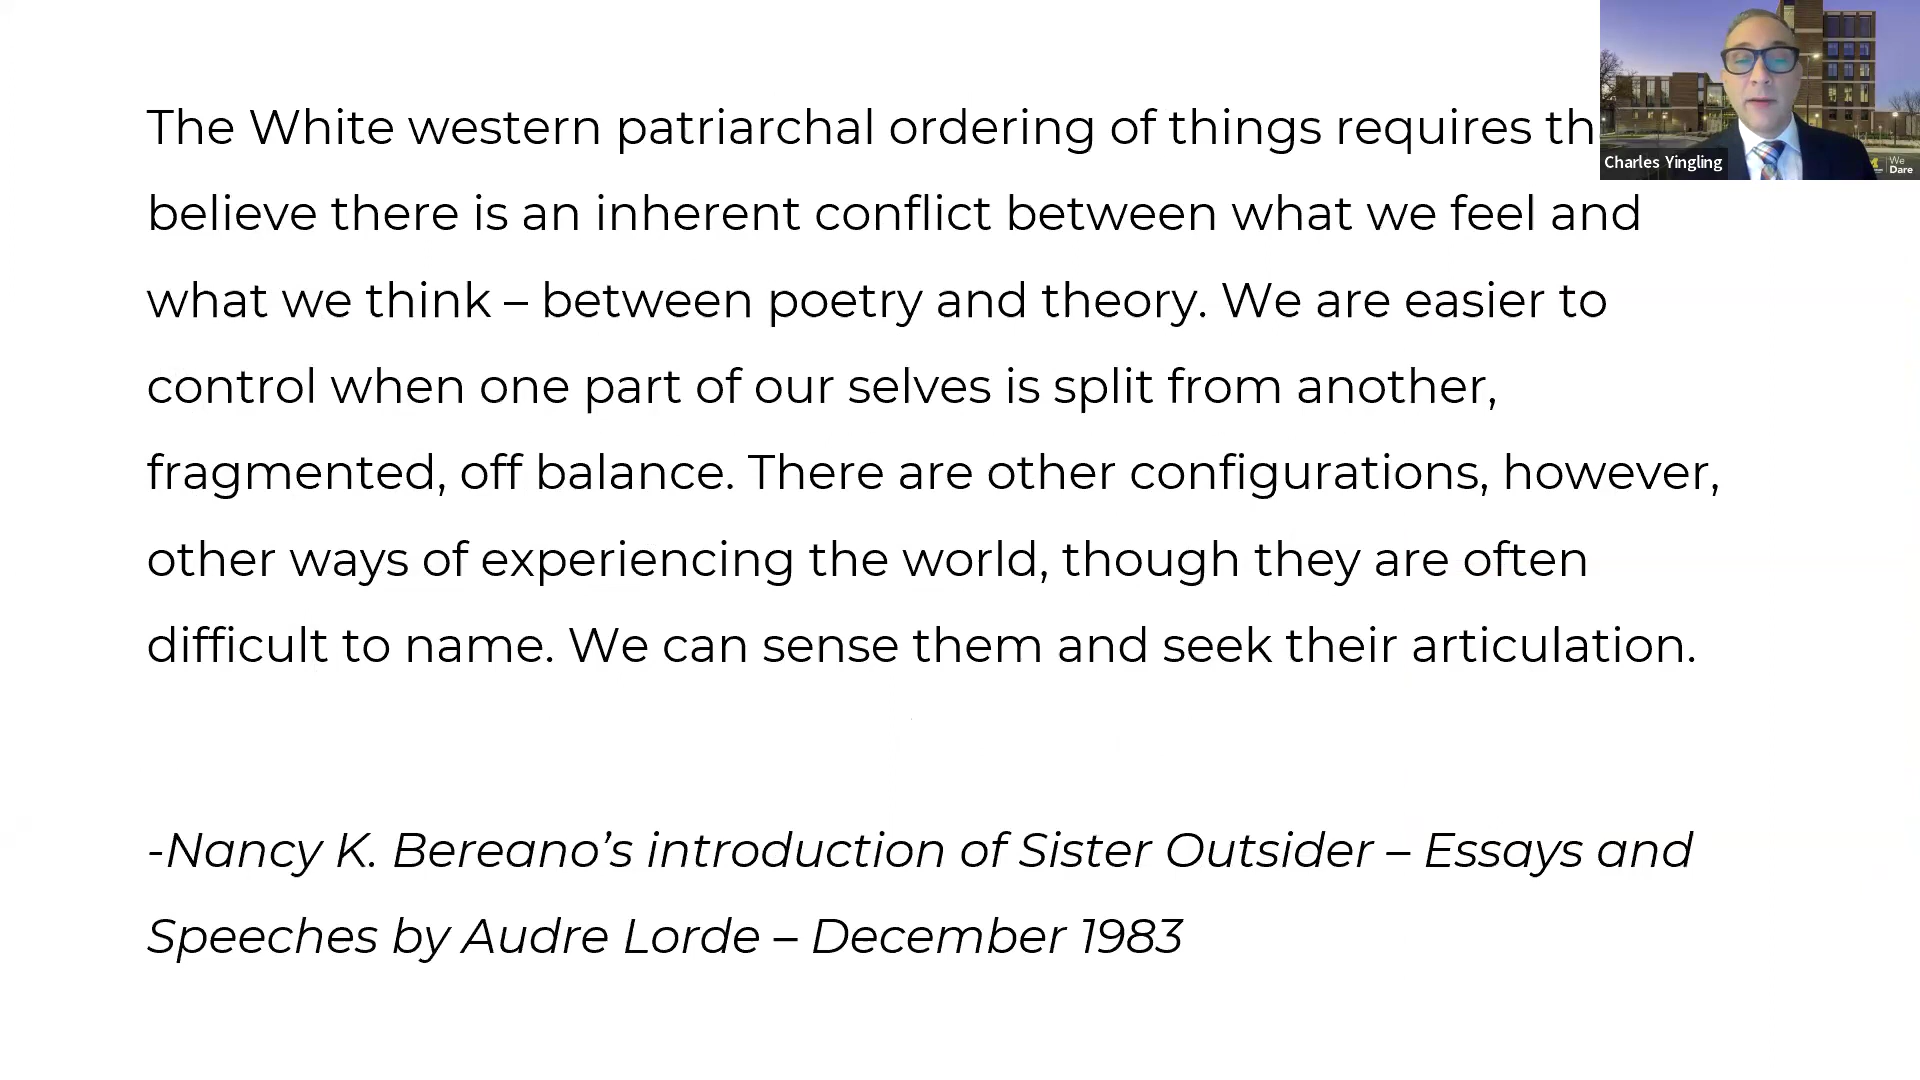 The White western patriarchal ordering of things requires th
believe there is an inherent conflict between what we feel and
what we think – between poetry and theory. We are easier to
control when one part of our selves is split from another,
fragmented, off balance. There are other configurations, however,
other ways of experiencing the world, though they are often
difficult to name. We can sense them and seek their articulation.
-Nancy K. Bereano’s introduction of Sister Outsider – Essays and
Speeches by Audre Lorde – December 1983
Charles Yingling
We
Dare